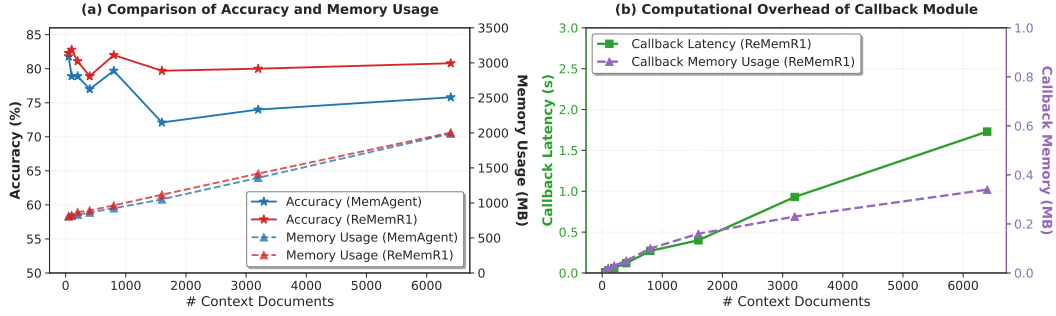 (a) Comparison of Accuracy and Memory Usage
85
80
75
70
65
60
55
50
Accuracy (%)
3500
3000
2500
2000
1500
1000
500
0
Memory Usage (MB)
Accuracy (MemAgent)
Accuracy (ReMemR1)
Memory Usage (MemAgent)
Memory Usage (ReMemR1)
0 1000 2000 3000 4000 5000 6000
# Context Documents
(b) Computational Overhead of Callback Module
3.0
2.5
2.0
1.5
1.0
0.5
0.0
Callback Latency (s)
1.0
0.8
0.6
0.4
0.2
0.0
Callback Memory (MB)
Callback Latency (ReMemR1)
Callback Memory Usage (ReMemR1)
0 1000 2000 3000 4000 5000 6000
# Context Documents